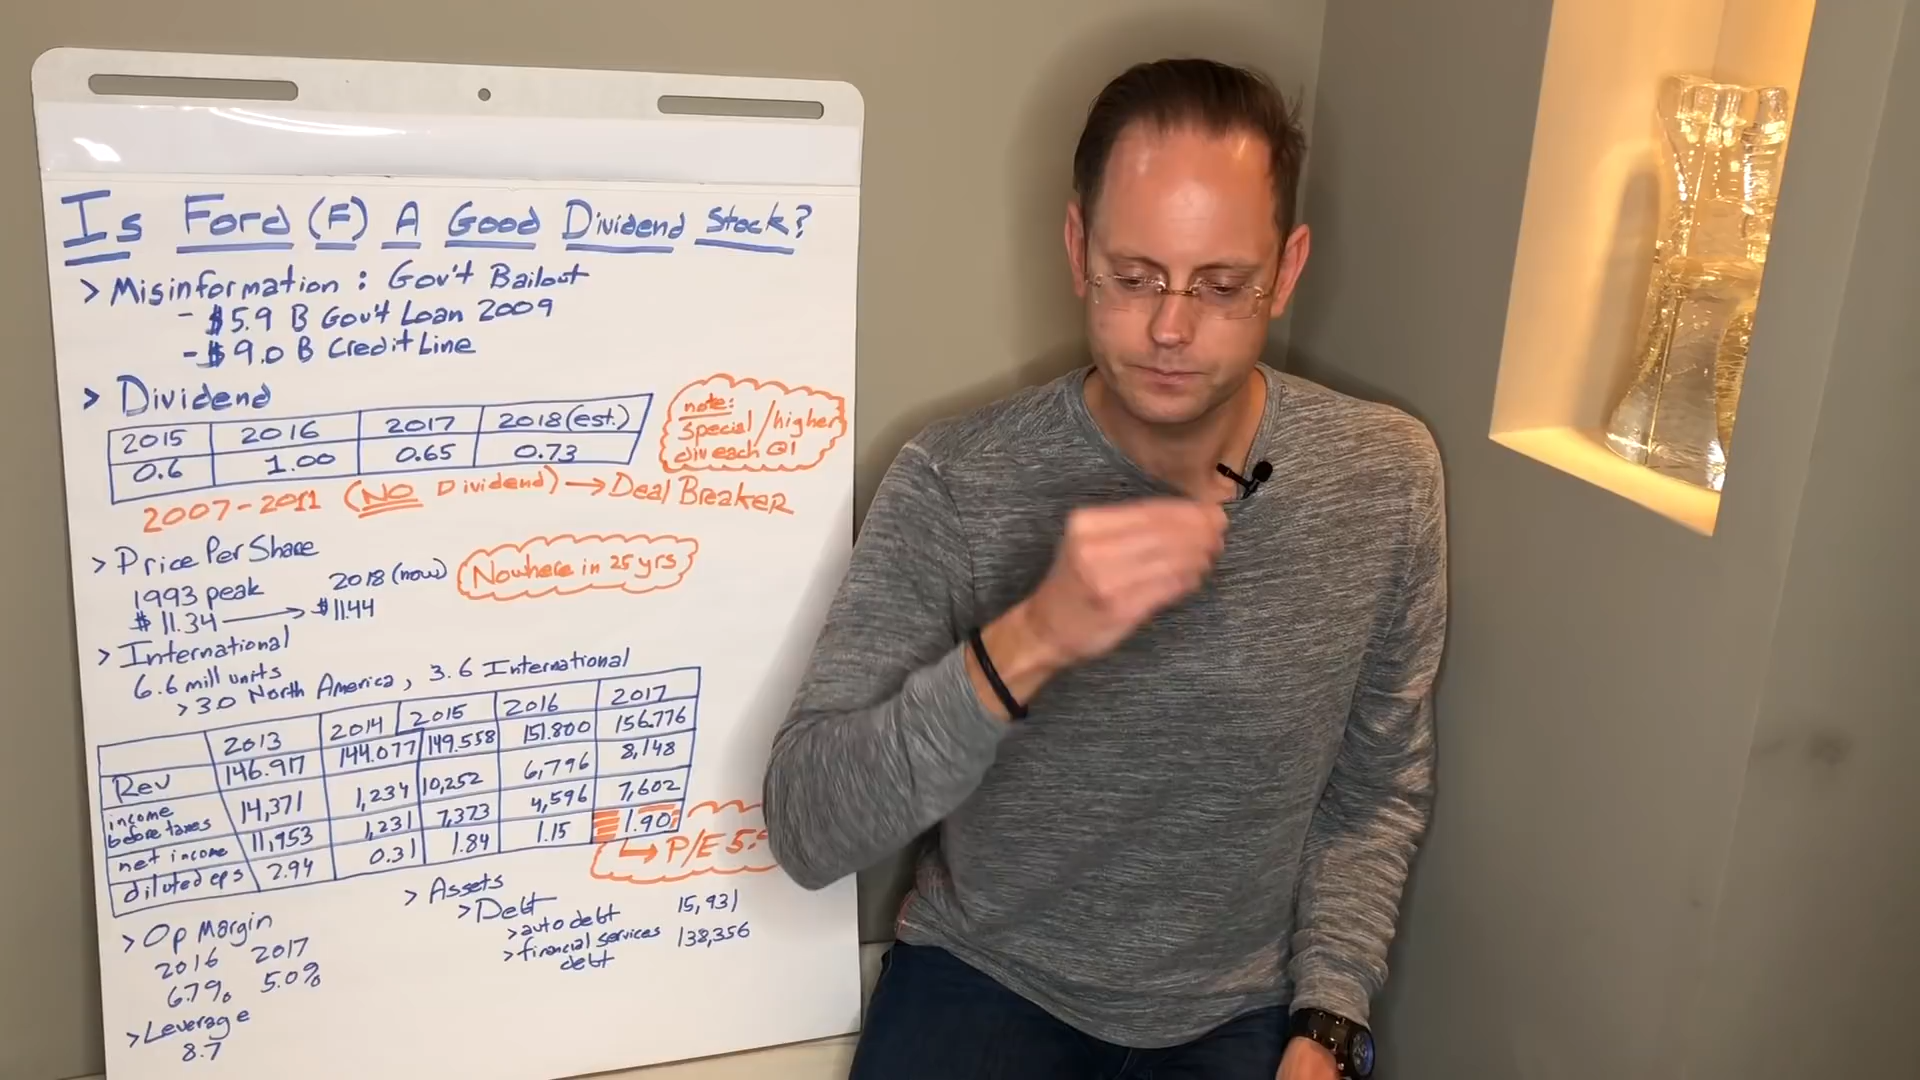 Is Ford (F) A Good Dividend Stock?
> Misinformation : Gov't Bailout
- $5.9 B Gov't Loan 2009
- $9.0 B Credit Line
> Dividend
2015 2016 2017 2018 (est.)
0.6 1.00 0.65 0.73
note:
Special / higher
div each Q1
2007-2011 (NO Dividend) → Deal Breaker
> Price Per Share
1993 peak 2018 (now)
$11.34 → $11.44
Nowhere in 25 yrs
> International
6.6 mill units
> 3.0 North America, 3.6 International
2013 2014 2015 2016 2017
Rev 146.917 144.077 149.558 151.800 156.776
income before taxes 14,371 1,234 10,252 6,796 8,148
net income 11,953 1,231 7,373 4,596 7,602
diluted eps 2.94 0.31 1.84 1.15 1.90
→ P/E 5.
> Op Margin
2016 2017
6.7% 5.0%
> Leverage
8.7
> Assets
> Debt
> auto debt 15,931
> financial services 138,356
debt